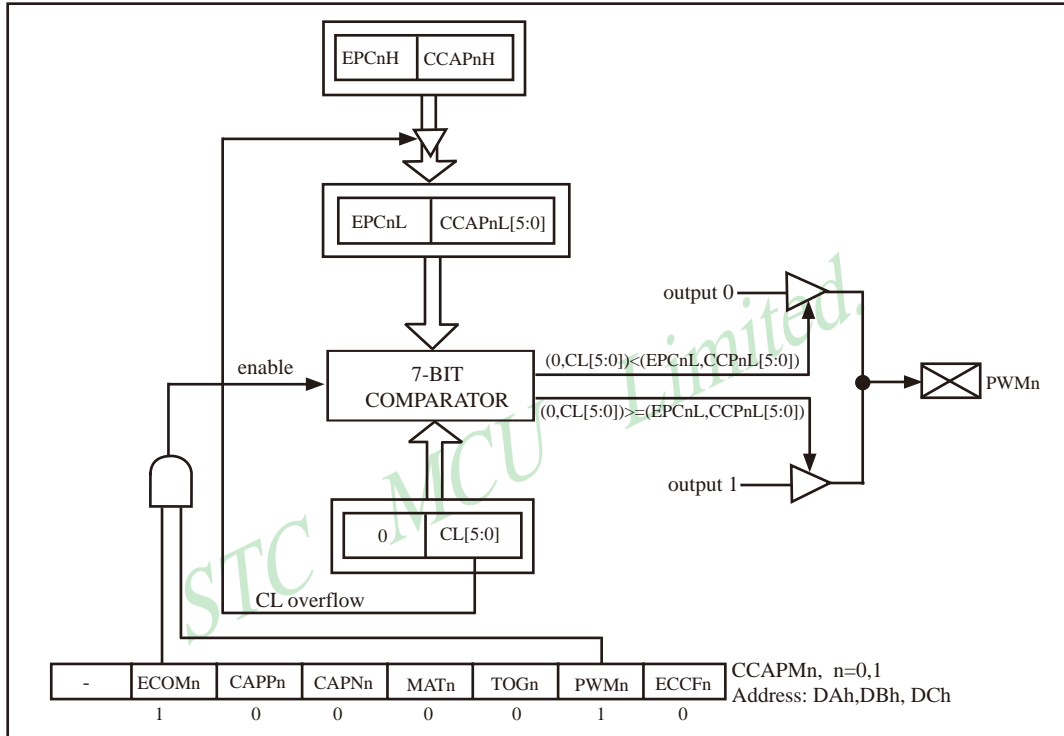 EPCnH CCAPnH
EPCnL CCAPnL[5:0]
output 0
(0,CL[5:0])<(EPCnL,CCPnL[5:0])
enable
7-BIT
COMPARATOR
PWMn
(0,CL[5:0])>=(EPCnL,CCPnL[5:0])
output 1
0 CL[5:0]
CL overflow
STC MCU Limited.
- ECOMn CAPPn CAPNn MATn TOGn PWMn ECCFn
CCAPMn, n=0,1
Address: DAh,DBh, DCh
1 0 0 0 0 1 0